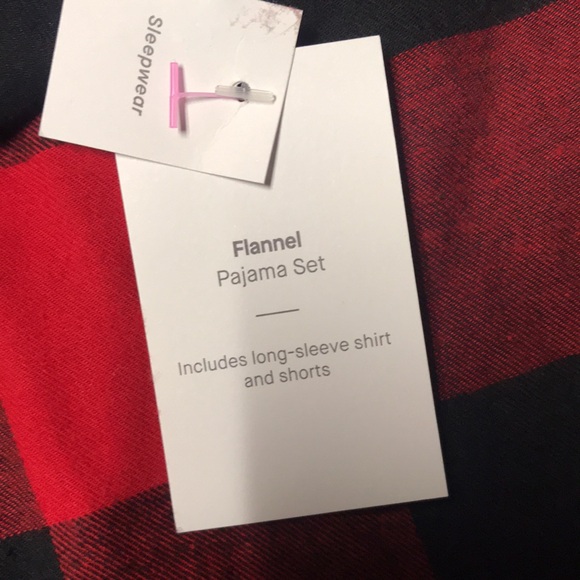 Sleepwear
Flannel
Pajama Set
Includes long-sleeve shirt
and shorts